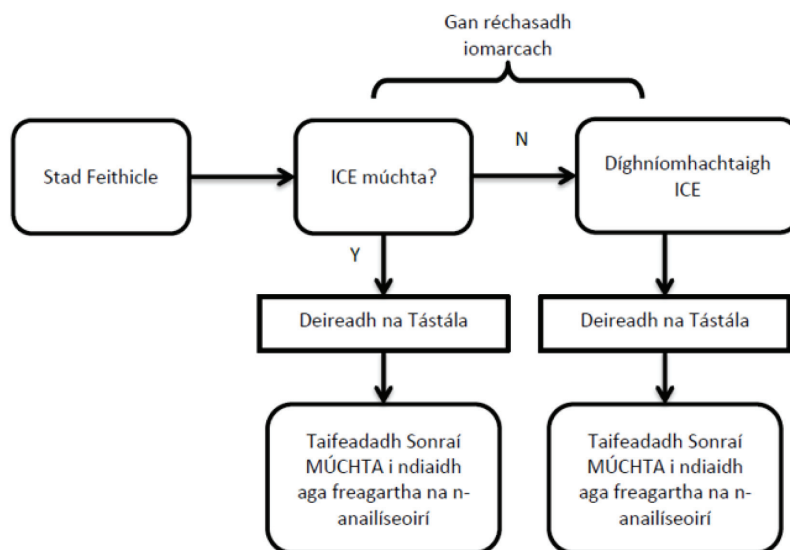 Gan réchasadh
iomarcach
Stad Feithicle
ICE múchta?
N
Díghníomhachtaigh
ICE
Y
Deireadh na Tástála
Deireadh na Tástála
Taifeadadh Sonraí
MÚCHTA i ndiaidh
aga freagartha na n-
anailíseoirí
Taifeadadh Sonraí
MÚCHTA i ndiaidh
aga freagartha na n-
anailíseoirí